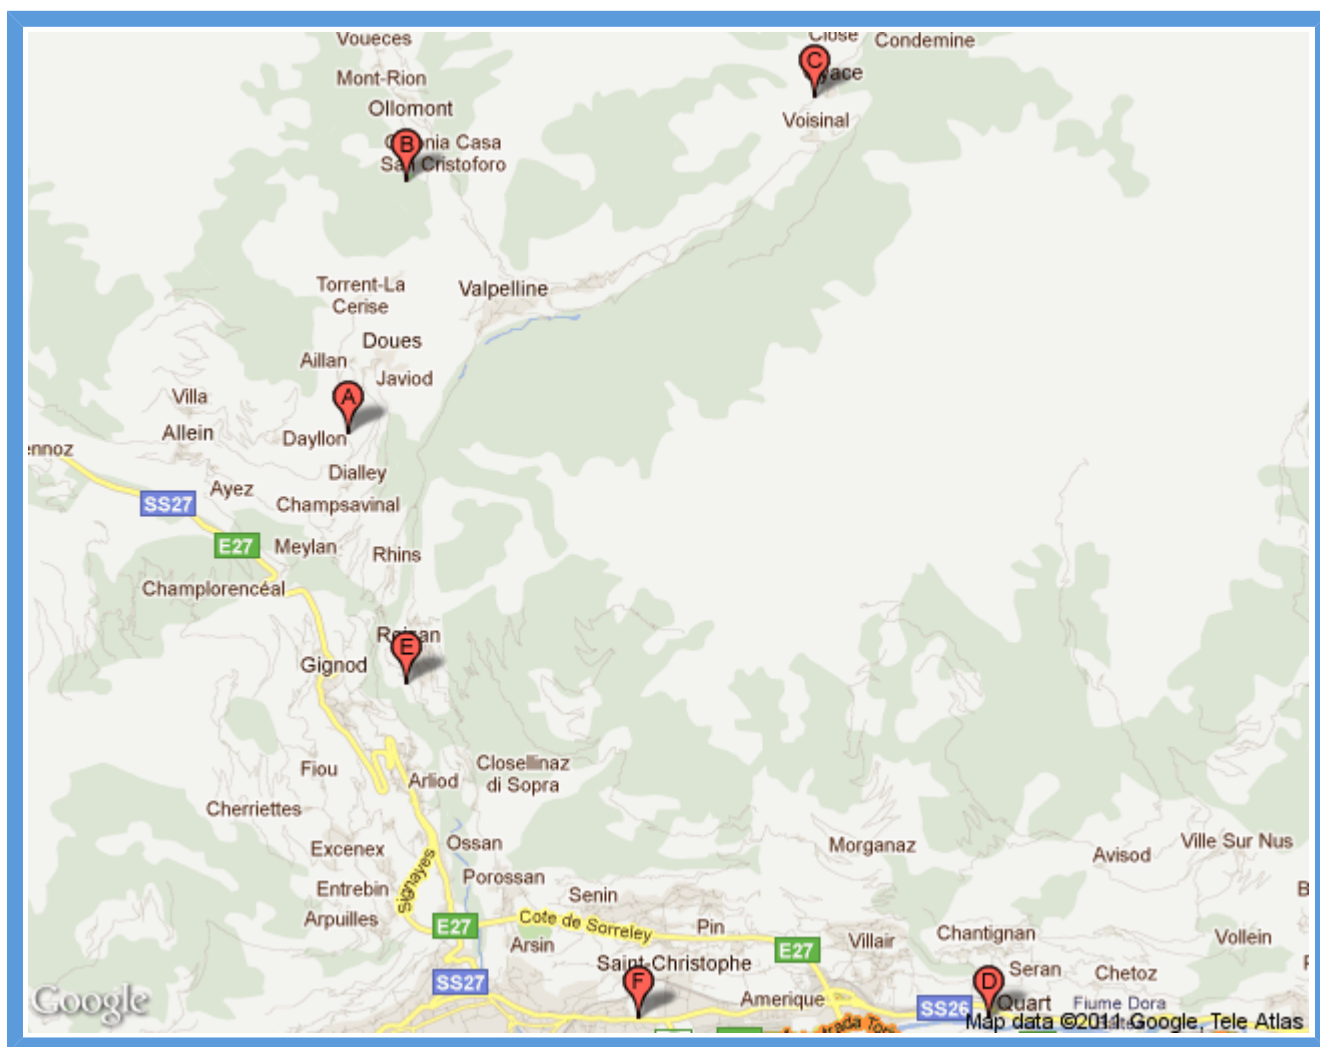 Voueces
Close
Condemine
Mont-Rion
C
Ollomont
Voisinal
B
San Cristoforo
Torrent-La
Cerise
Valpelline
Doues
Aillan
Javiod
Villa
A
Allein
Dayllon
Dialley
Ayez
SS27
Champsavinal
E27
Meylan
Rhins
Champlorencéal
E
Gignod
Closellinaz
di Sopra
Fiou
Arliod
Cherriettes
Ossan
Morgonaz
Ville Sur Nus
Excenex
Avisod
Signayes
Porossan
Entrebin
Senin
Arpuilles
E27
Cote de Sorreley
Pin
Chantignan
Arsin
E27
Villair
Vollein
Saint-Christophe
Seran
Chetoz
SS27
F
D
Google
Amerique
SS26
Quart
Fiume Dora
Map data ©2011 Google, Tele Atlas